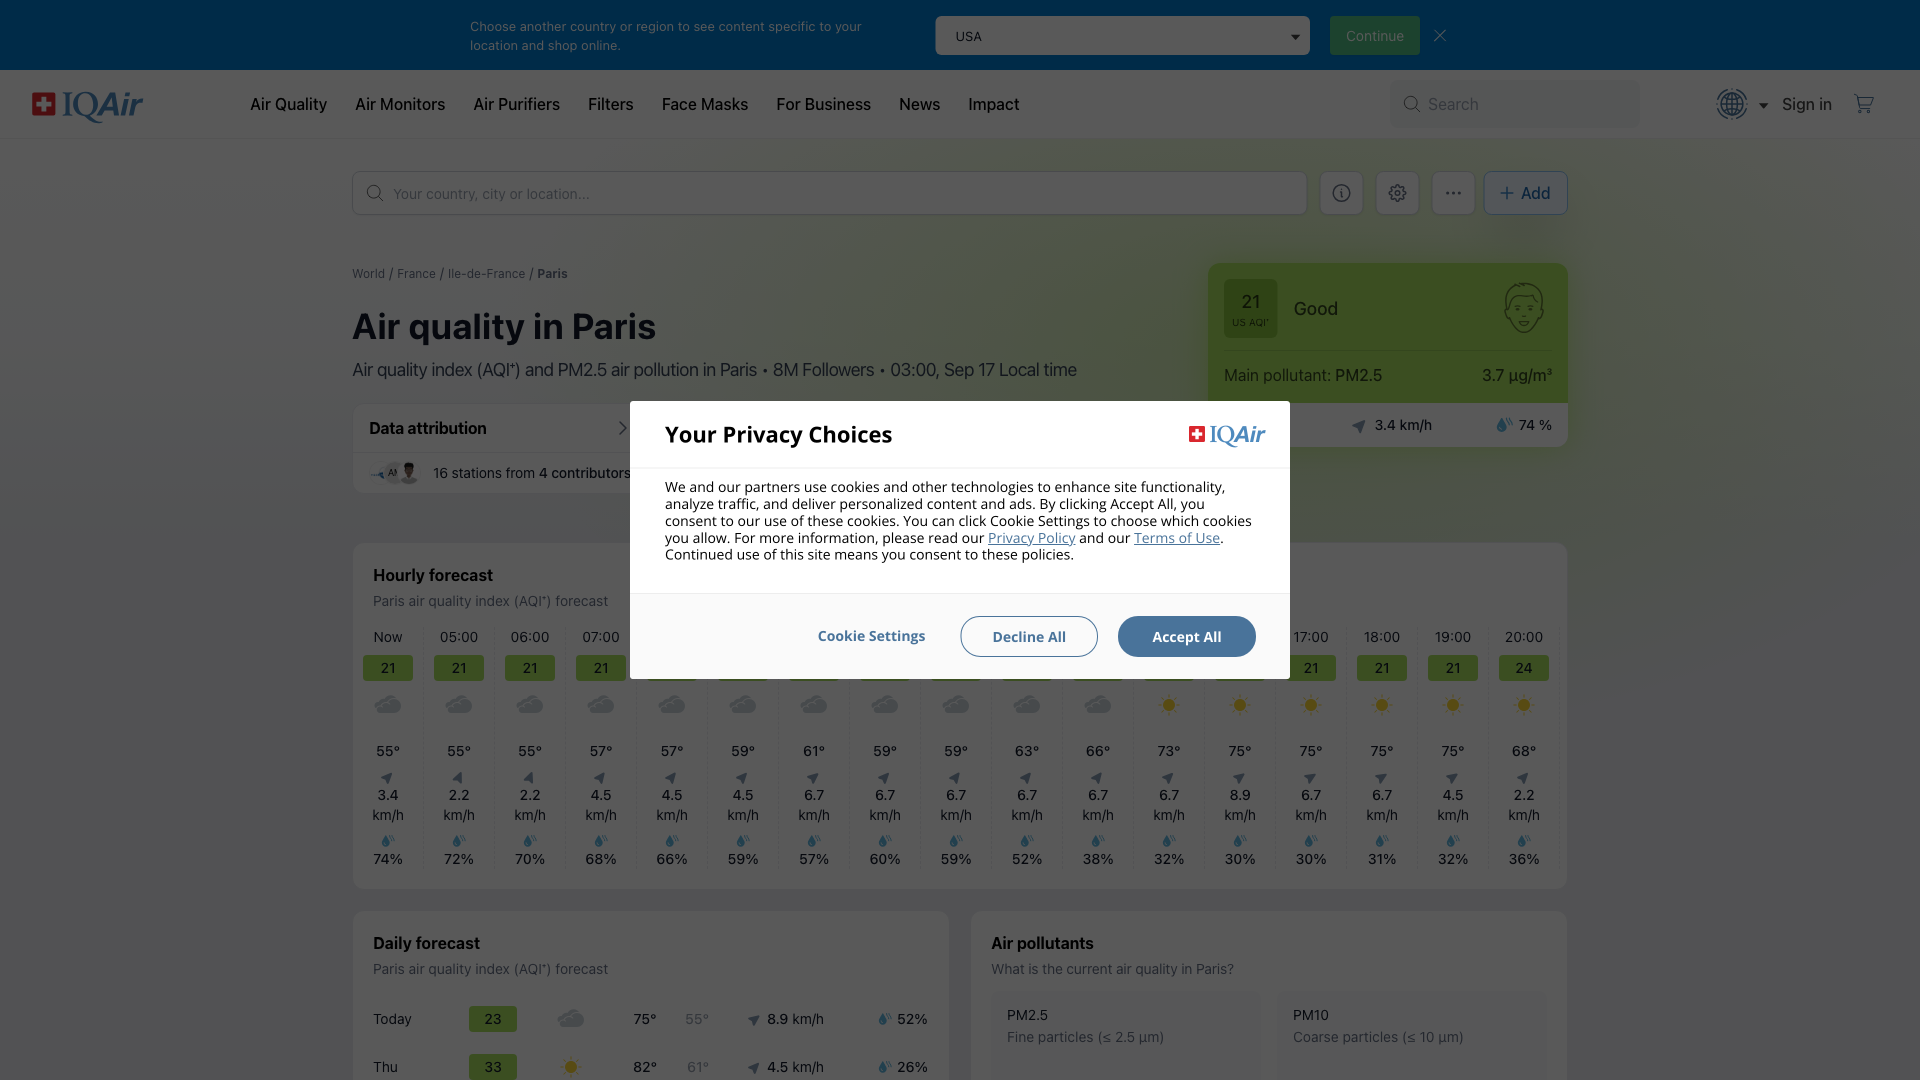 Choose another country or region to see content specific to your
location and shop online.
USA
Continue
IQAir
Air Quality
Air Monitors
Air Purifiers
Filters
Face Masks
For Business
News
Impact
Search
Sign in
Your country, city or location...
Add
World / France / Ile-de-France / Paris
Air quality in Paris
Air quality index (AQI⁺) and PM2.5 air pollution in Paris • 8M Followers • 03:00, Sep 17 Local time
21
US AQI⁺
Good
Main pollutant: PM2.5
3.7 µg/m³
3.4 km/h
74 %
Data attribution
16 stations from 4 contributors
Your Privacy Choices
IQAir
We and our partners use cookies and other technologies to enhance site functionality,
analyze traffic, and deliver personalized content and ads. By clicking Accept All, you
consent to our use of these cookies. You can click Cookie Settings to choose which cookies
you allow. For more information, please read our Privacy Policy and our Terms of Use.
Continued use of this site means you consent to these policies.
Cookie Settings
Decline All
Accept All
Hourly forecast
Paris air quality index (AQI⁺) forecast
Now 05:00 06:00 07:00 17:00 18:00 19:00 20:00
21 21 21 21 21 21 21 24
55° 55° 55° 57° 57° 59° 61° 59° 59° 63° 66° 73° 75° 75° 75° 75° 68°
3.4 2.2 2.2 4.5 4.5 4.5 6.7 6.7 6.7 6.7 6.7 6.7 8.9 6.7 6.7 4.5 2.2
km/h km/h km/h km/h km/h km/h km/h km/h km/h km/h km/h km/h km/h km/h km/h km/h km/h
74% 72% 70% 68% 66% 59% 57% 60% 59% 52% 38% 32% 30% 30% 31% 32% 36%
Daily forecast
Paris air quality index (AQI⁺) forecast
Today 23 75° 55° 8.9 km/h 52%
Thu 33 82° 61° 4.5 km/h 26%
Air pollutants
What is the current air quality in Paris?
PM2.5
Fine particles (≤ 2.5 µm)
PM10
Coarse particles (≤ 10 µm)